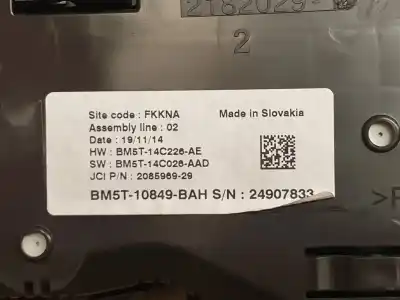 2182029-
2
Site code : FKKNA
Made in Slovakia
Assembly line : 02
Date : 19/11/14
HW : BM5T-14C226-AE
SW : BM5T-14C026-AAD
JCI P/N : 2085969-29
BM5T-10849-BAH S/N : 24907833